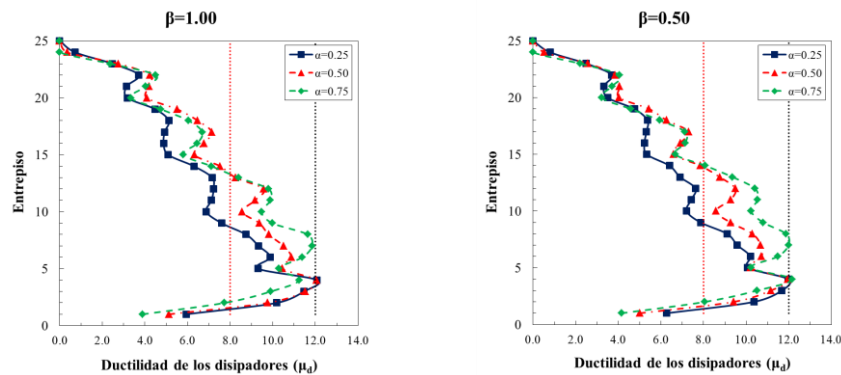 β=1.00
25
20
15
10
5
0
Entrepiso
0.0 2.0 4.0 6.0 8.0 10.0 12.0 14.0
Ductilidad de los disipadores (μd)
α=0.25
α=0.50
α=0.75
β=0.50
25
20
15
10
5
0
Entrepiso
0.0 2.0 4.0 6.0 8.0 10.0 12.0 14.0
Ductilidad de los disipadores (μd)
α=0.25
α=0.50
α=0.75